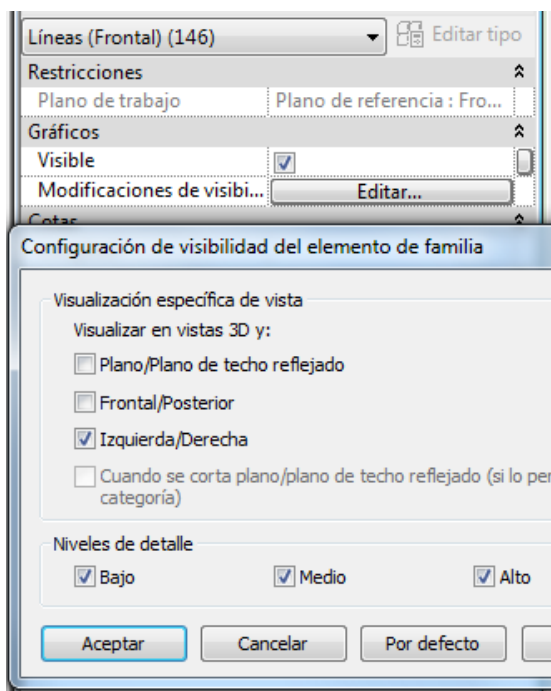 Líneas (Frontal) (146) Editar tipo
Restricciones
Plano de trabajo Plano de referencia : Fro...
Gráficos
Visible
Modificaciones de visibi... Editar...
Cotas
Configuración de visibilidad del elemento de familia
Visualización específica de vista
Visualizar en vistas 3D y:
Plano/Plano de techo reflejado
Frontal/Posterior
Izquierda/Derecha
Cuando se corta plano/plano de techo reflejado (si lo per
categoría)
Niveles de detalle
Bajo Medio Alto
Aceptar Cancelar Por defecto